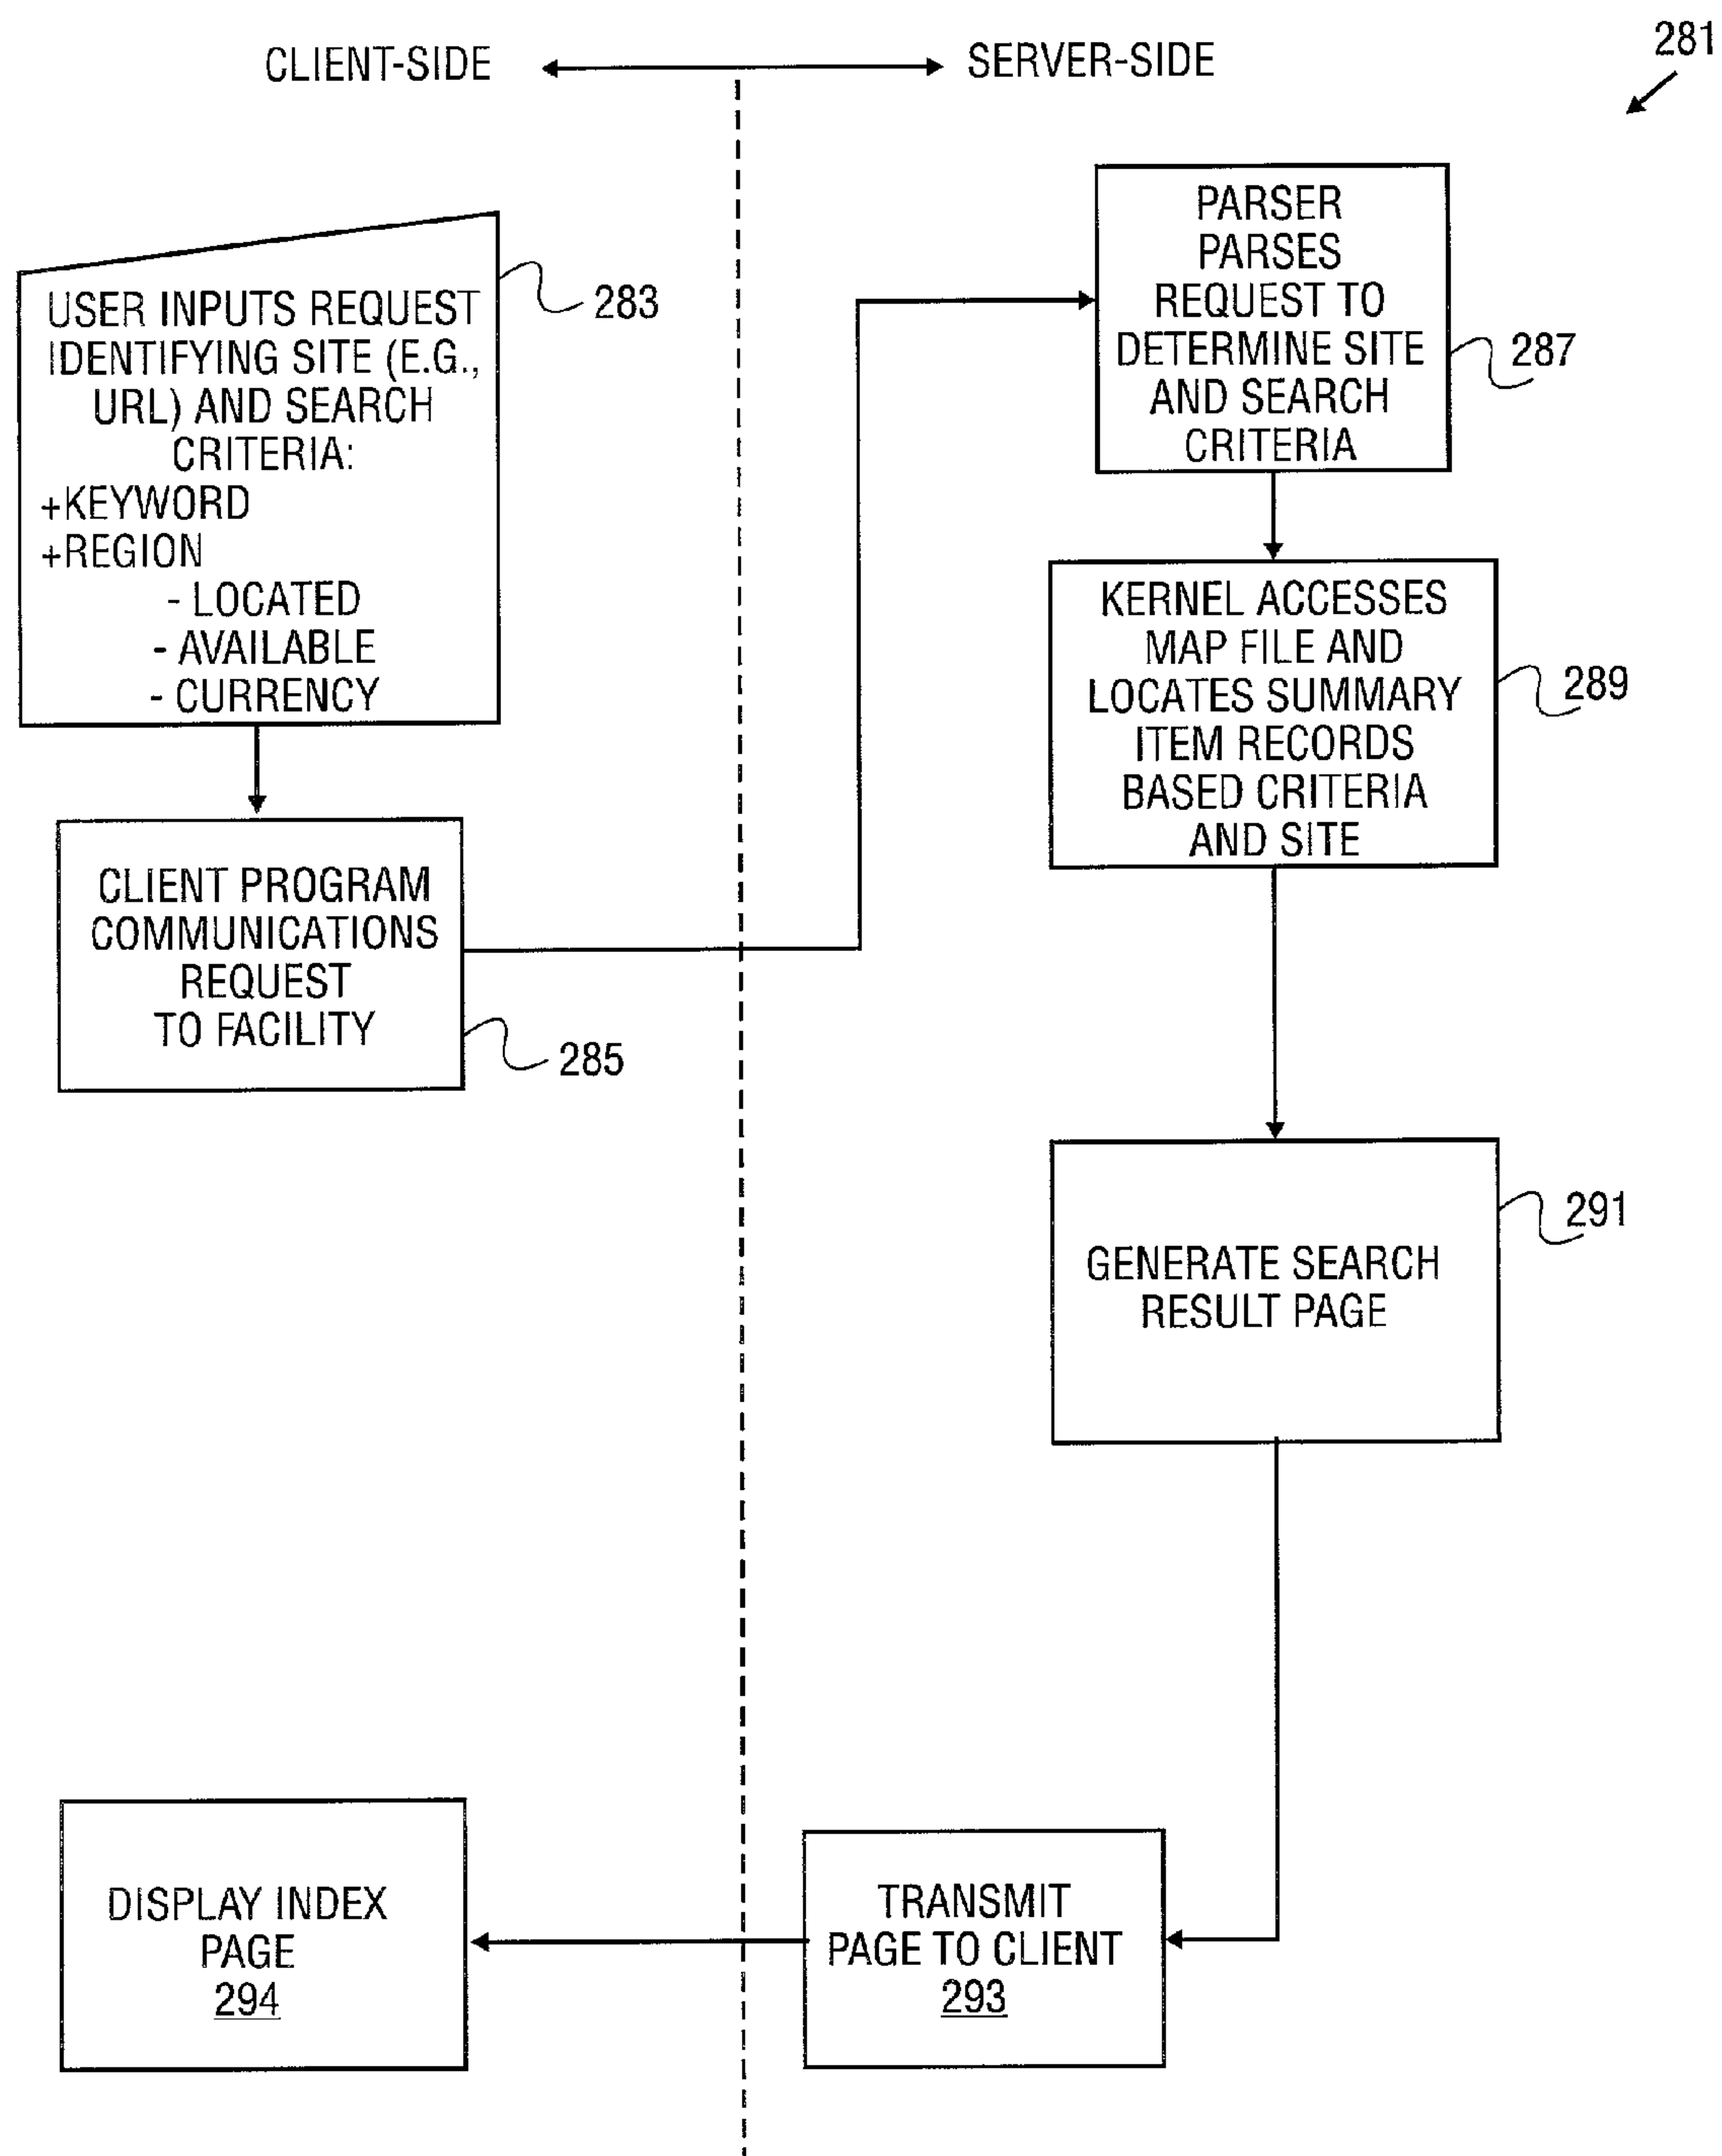 CLIENT-SIDE
SERVER-SIDE
281
USER INPUTS REQUEST
IDENTIFYING SITE (E.G.,
URL) AND SEARCH
CRITERIA:
+KEYWORD
+REGION
- LOCATED
- AVAILABLE
- CURRENCY
283
CLIENT PROGRAM
COMMUNICATIONS
REQUEST
TO FACILITY
285
PARSER
PARSES
REQUEST TO
DETERMINE SITE
AND SEARCH
CRITERIA
287
KERNEL ACCESSES
MAP FILE AND
LOCATES SUMMARY
ITEM RECORDS
BASED CRITERIA
AND SITE
289
GENERATE SEARCH
RESULT PAGE
291
TRANSMIT
PAGE TO CLIENT
293
DISPLAY INDEX
PAGE
294